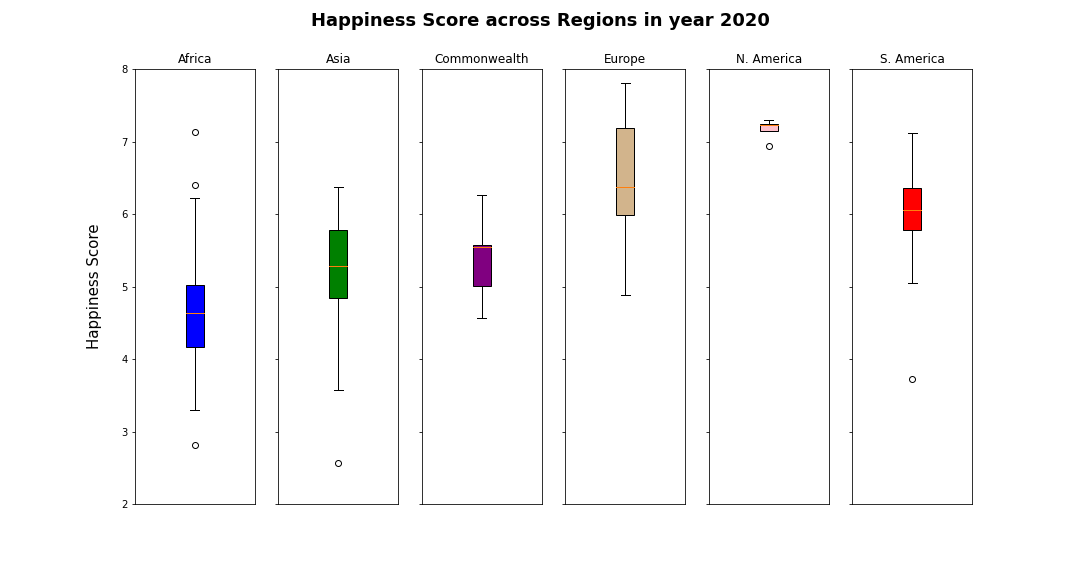 Happiness Score across Regions in year 2020
Africa
Asia
Commonwealth
Europe
N. America
S. America
Happiness Score
8
7
6
5
4
3
2